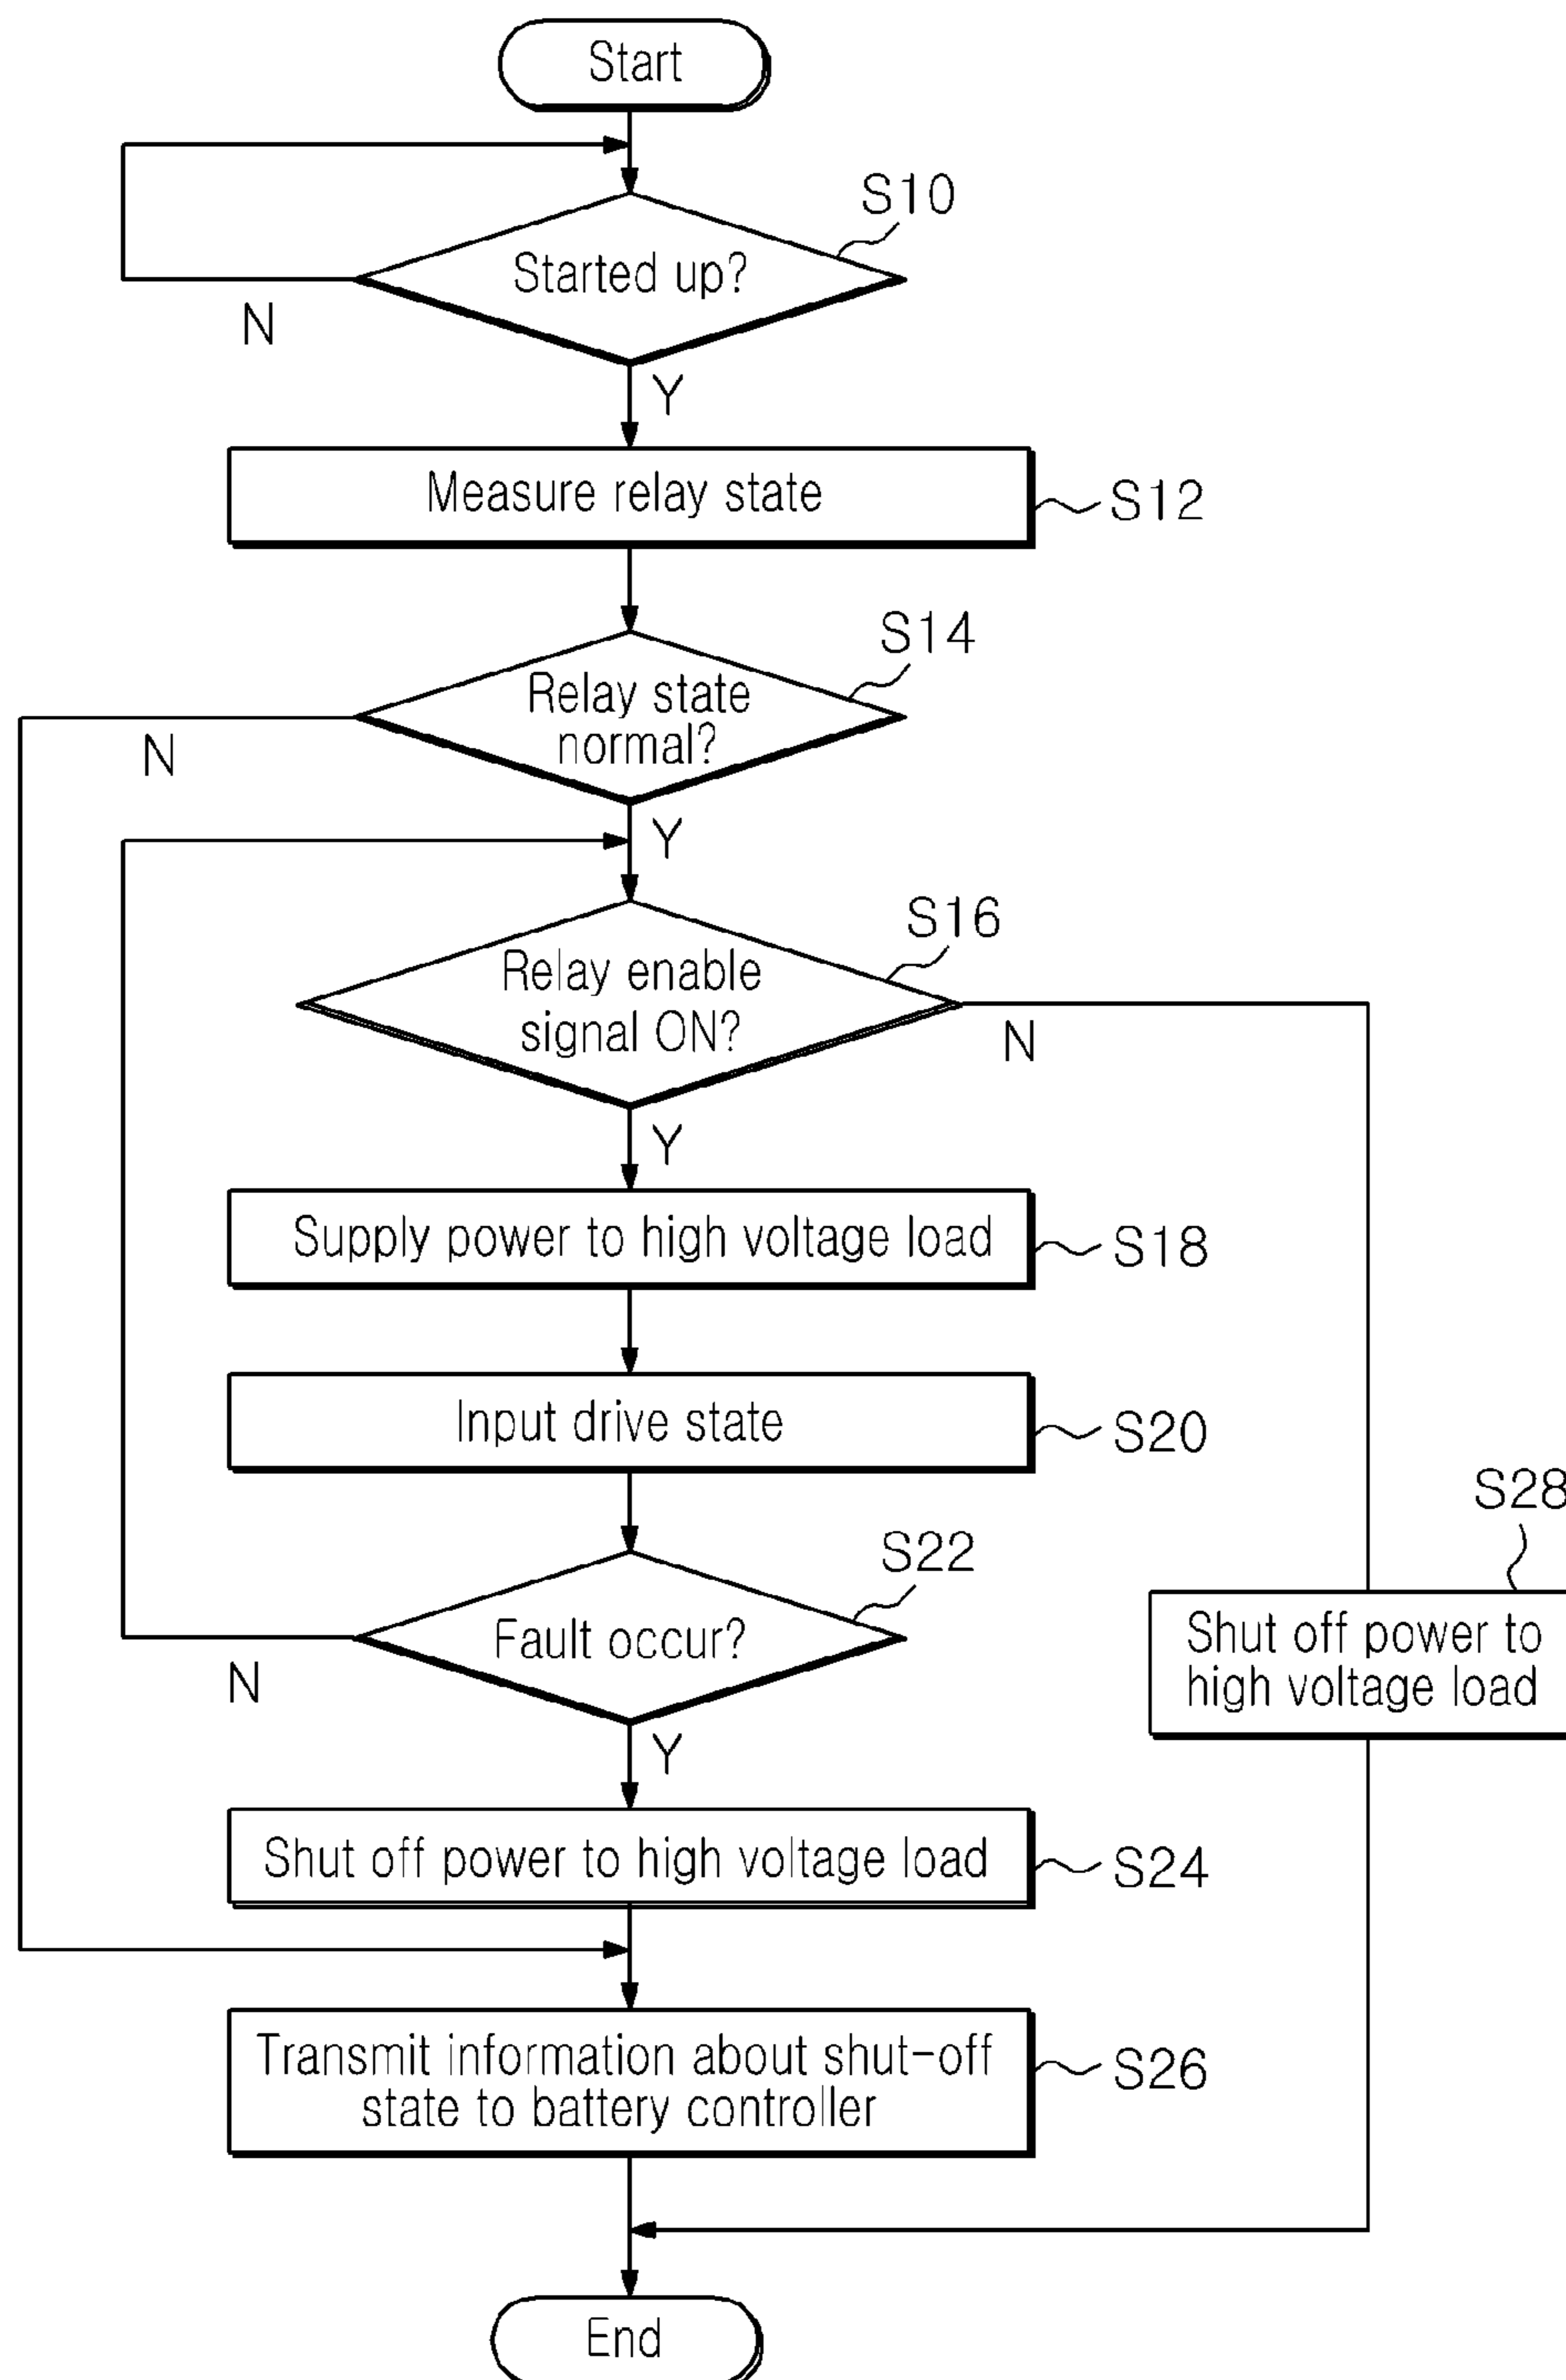 Start
S10
Started up?
N
Y
Measure relay state
S12
S14
Relay state
normal?
N
Y
S16
Relay enable
signal ON?
N
Y
Supply power to high voltage load
S18
Input drive state
S20
S28
S22
Fault occur?
Shut off power to
high voltage load
N
Y
Shut off power to high voltage load
S24
Transmit information about shut-off
state to battery controller
S26
End